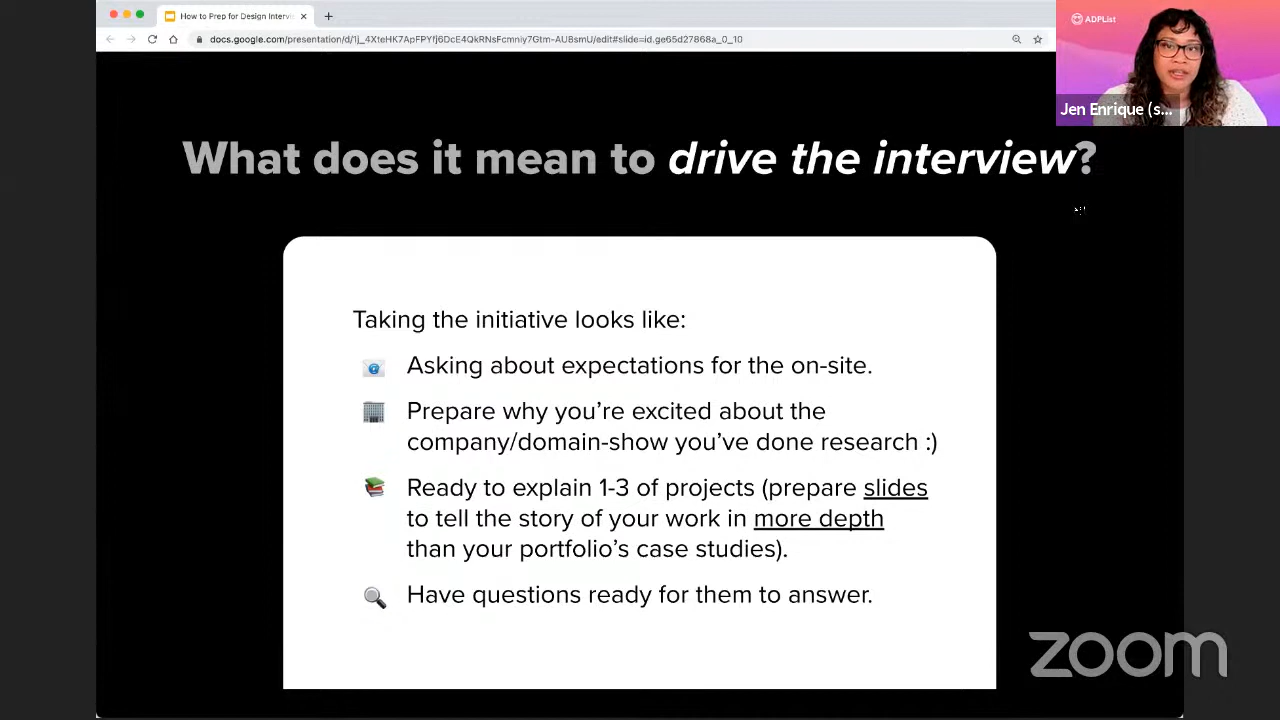 How to Prep for Design Intervi
docs.google.com/presentation/d/1j_4XteHK7ApFPYfj6DcE4QkRNsFcmniy7Gtm-AU8smU/edit#slide=id.ge65d27868a_0_10
ADPList
Jen Enrique (s...
What does it mean to drive the interview?
Taking the initiative looks like:
Asking about expectations for the on-site.
Prepare why you’re excited about the
company/domain-show you’ve done research :)
Ready to explain 1-3 of projects (prepare slides
to tell the story of your work in more depth
than your portfolio’s case studies).
Have questions ready for them to answer.
zoom